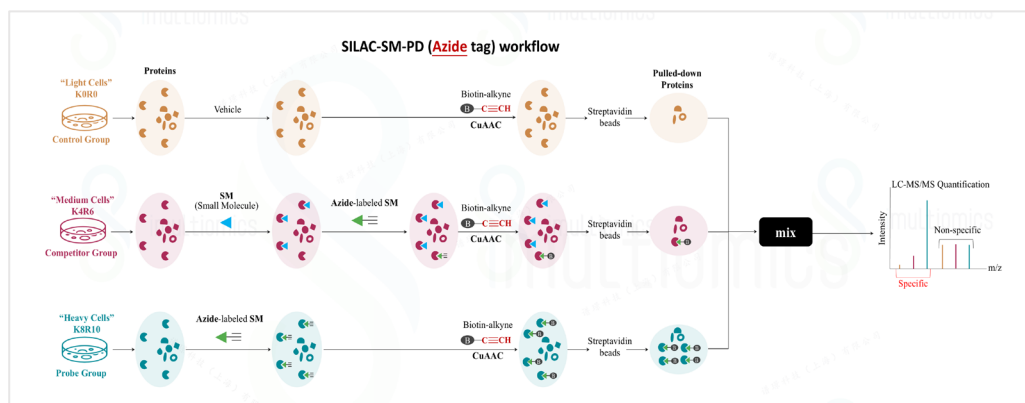 SILAC-SM-PD (Azide tag) workflow
"Light Cells"
K0R0
Control Group
Proteins
Vehicle
Biotin-alkyne
B
C≡CH
CuAAC
Streptavidin
beads
Pulled-down
Proteins
"Medium Cells"
K4R6
Competitor Group
SM
(Small Molecule)
Azide-labeled SM
Biotin-alkyne
B
C≡CH
CuAAC
B
Streptavidin
beads
B
mix
LC-MS/MS Quantification
Intensity
Non-specific
m/z
Specific
"Heavy Cells"
K8R10
Probe Group
Azide-labeled SM
Biotin-alkyne
B
C≡CH
CuAAC
B
B
B
B
B
Streptavidin
beads
B
B
B
B
B
imultiomics